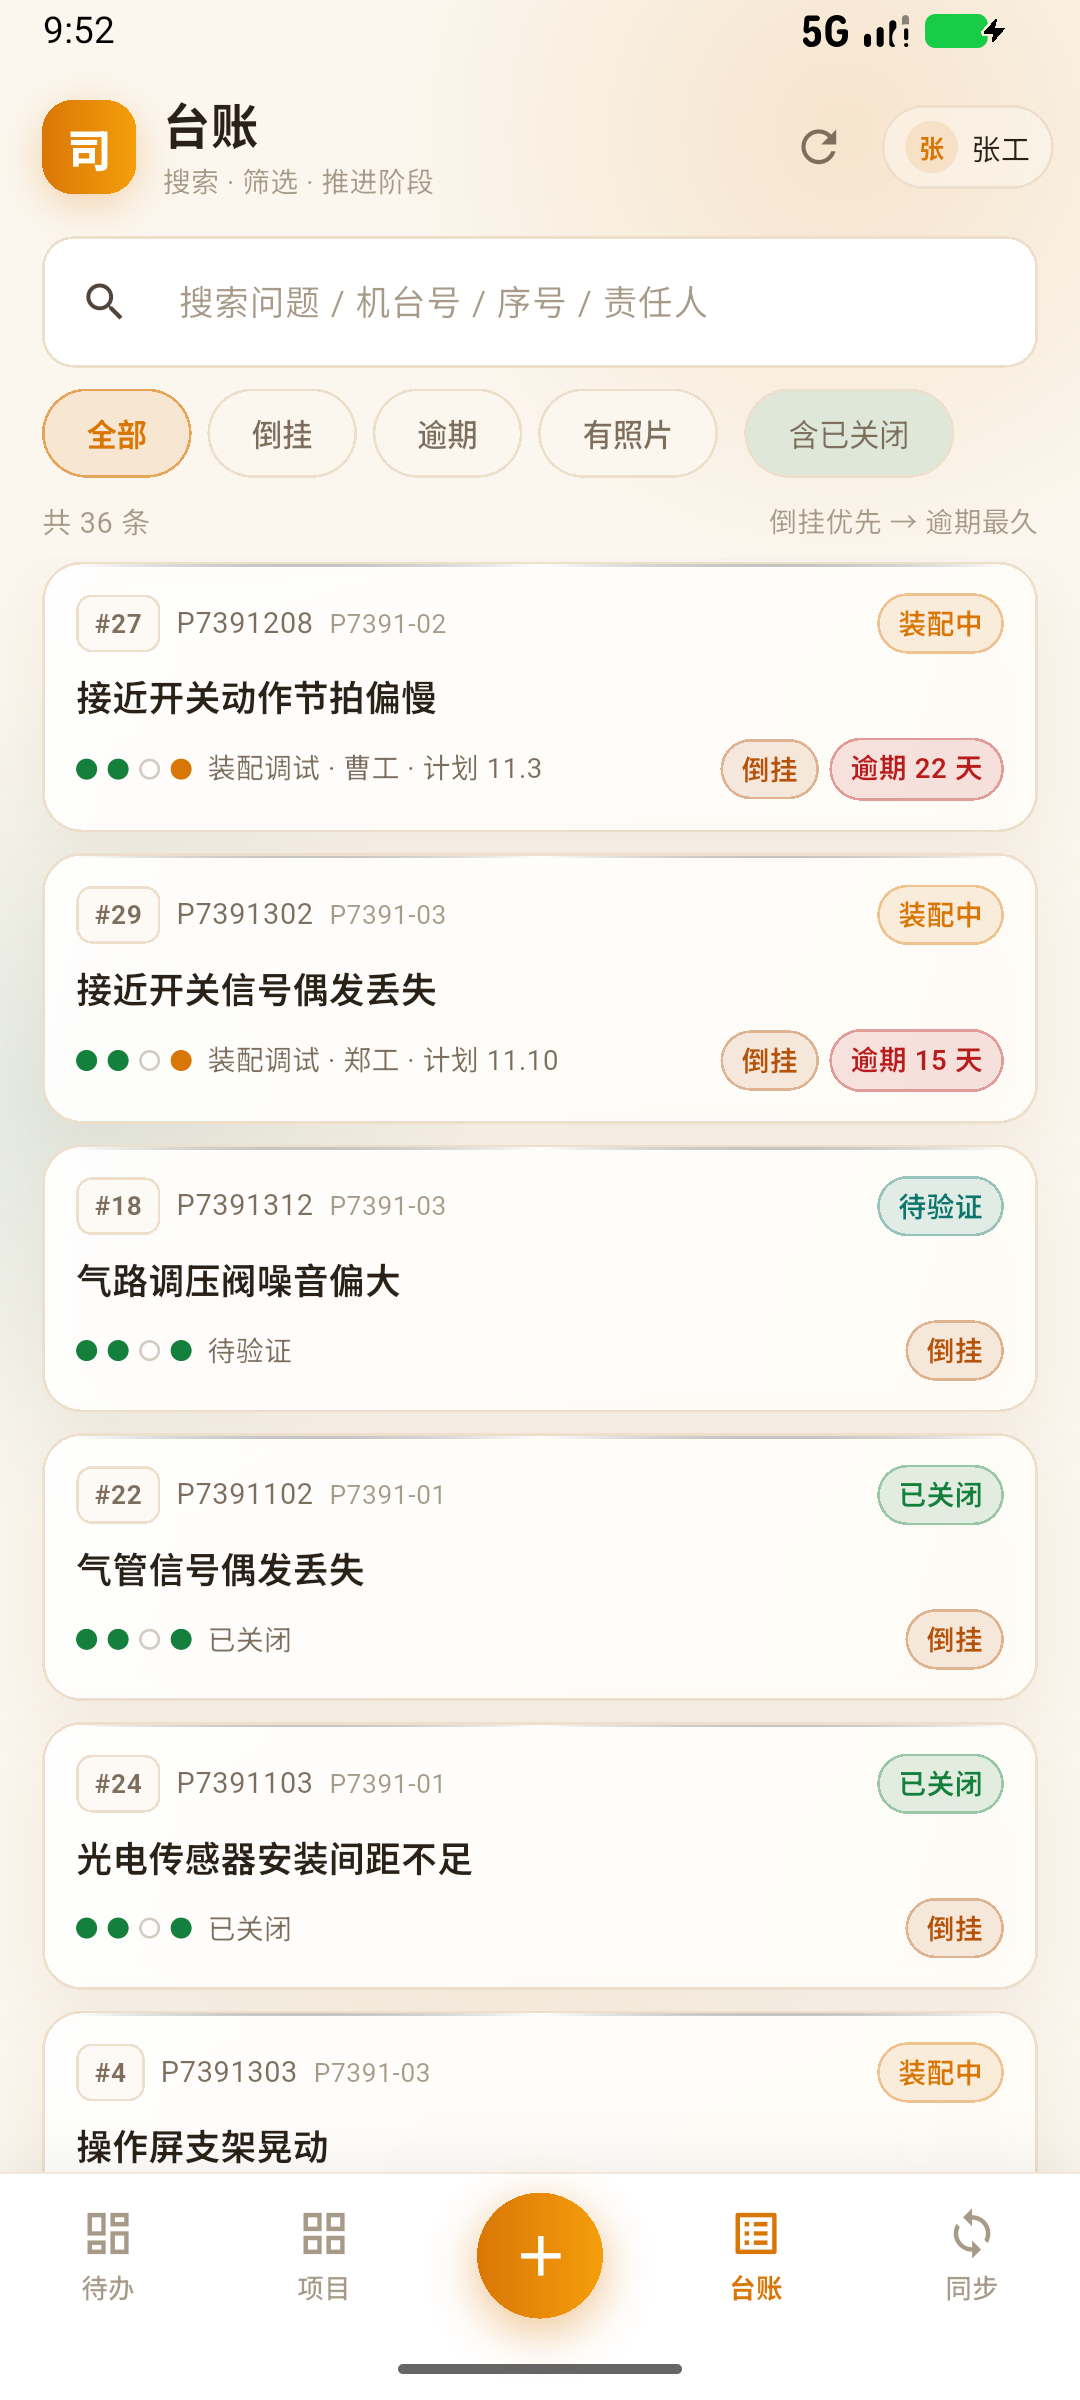 9:52 5G
司 台账
搜索 · 筛选 · 推进阶段
张 张工
搜索问题 / 机台号 / 序号 / 责任人
全部 倒挂 逾期 有照片 含已关闭
共 36 条 倒挂优先 → 逾期最久
#27 P7391208 P7391-02 装配中
接近开关动作节拍偏慢
装配调试 · 曹工 · 计划 11.3 倒挂 逾期 22 天
#29 P7391302 P7391-03 装配中
接近开关信号偶发丢失
装配调试 · 郑工 · 计划 11.10 倒挂 逾期 15 天
#18 P7391312 P7391-03 待验证
气路调压阀噪音偏大
待验证 倒挂
#22 P7391102 P7391-01 已关闭
气管信号偶发丢失
已关闭 倒挂
#24 P7391103 P7391-01 已关闭
光电传感器安装间距不足
已关闭 倒挂
#4 P7391303 P7391-03 装配中
操作屏支架晃动
待办 项目 台账 同步